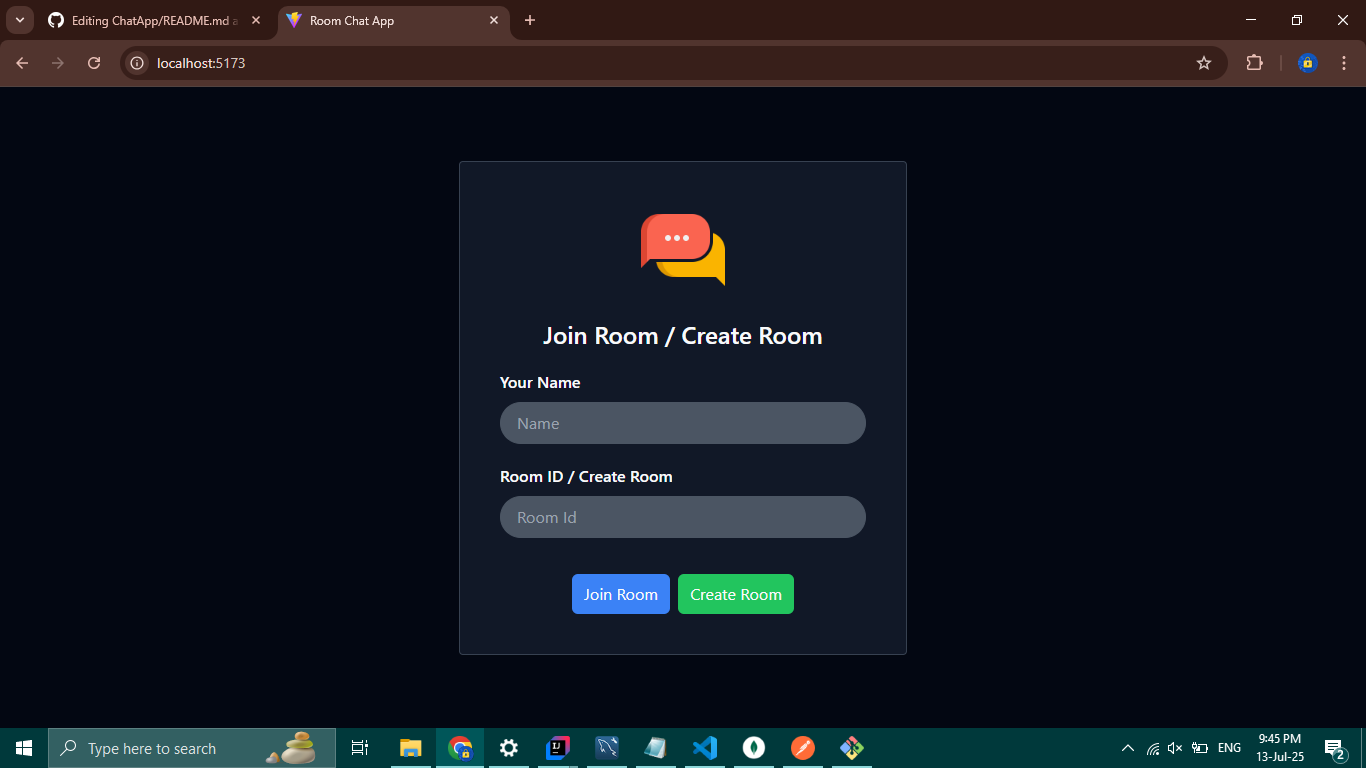 Editing ChatApp/README.md a
Room Chat App
localhost:5173
Join Room / Create Room
Your Name
Name
Room ID / Create Room
Room Id
Join Room
Create Room
Type here to search
ENG
9:45 PM
13-Jul-25
2